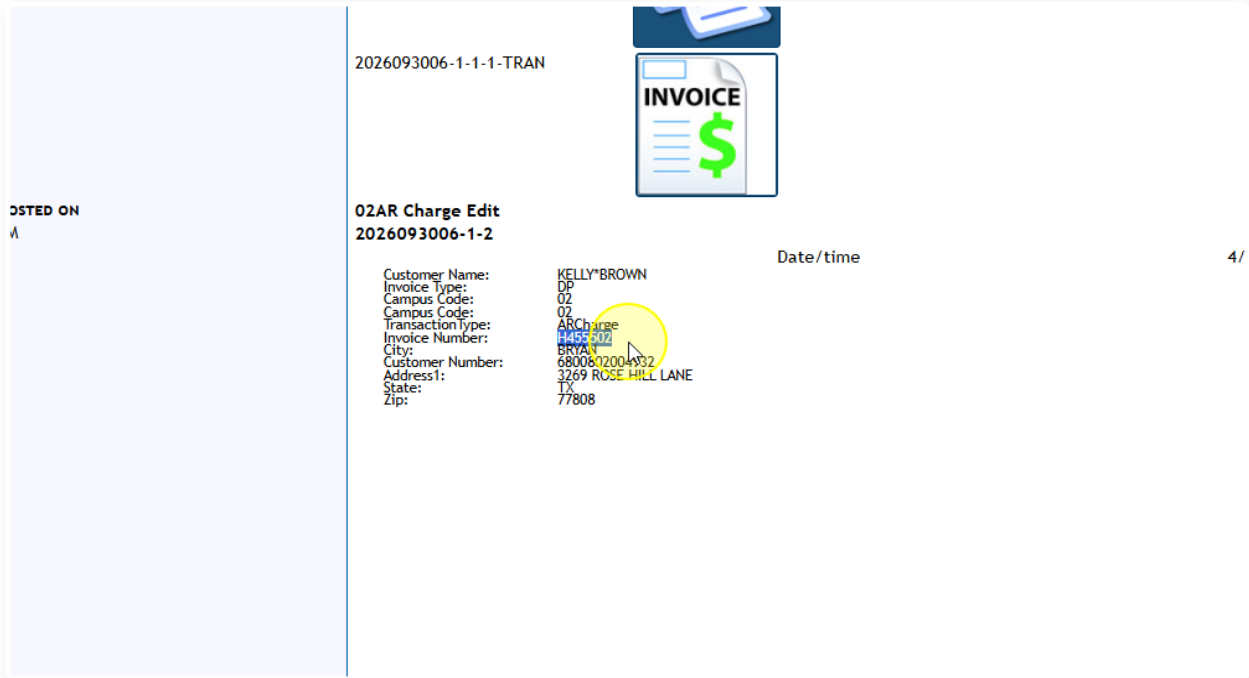 2026093006-1-1-1-TRAN
INVOICE
$
OSTED ON
M
02AR Charge Edit
2026093006-1-2
Date/time 4/
Customer Name: KELLY*BROWN
Invoice Type: DP
Campus Code: 02
Campus Code: 02
TransactionType: ARCharge
Invoice Number: H455502
City: BRYAN
Customer Number: 6800802004932
Address1: 3269 ROSE HILL LANE
State: TX
Zip: 77808